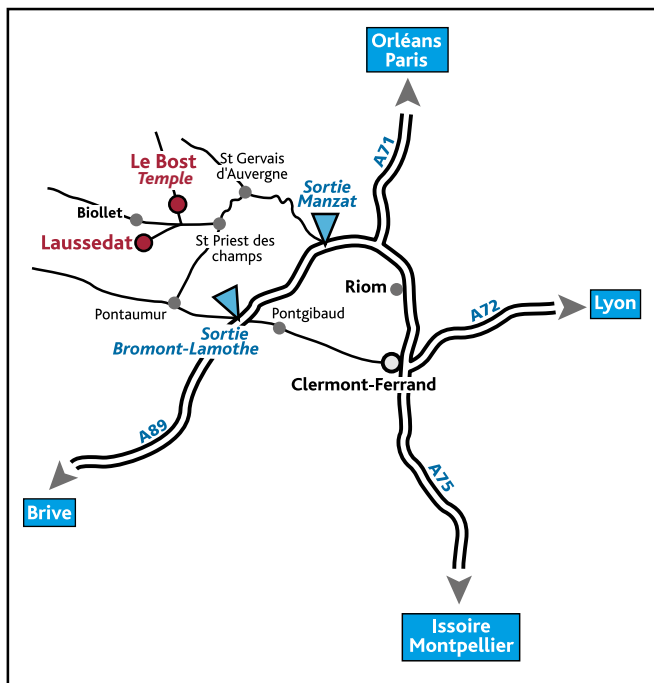 Orléans
Paris
A71
St Gervais
d'Auvergne
Le Bost
Temple
Sortie
Manzat
Biollet
Laussedat
St Priest des
champs
Riom
A72
Lyon
Pontaumur
Pontgibaud
Sortie
Bromont-Lamothe
Clermont-Ferrand
A89
A75
Brive
Issoire
Montpellier